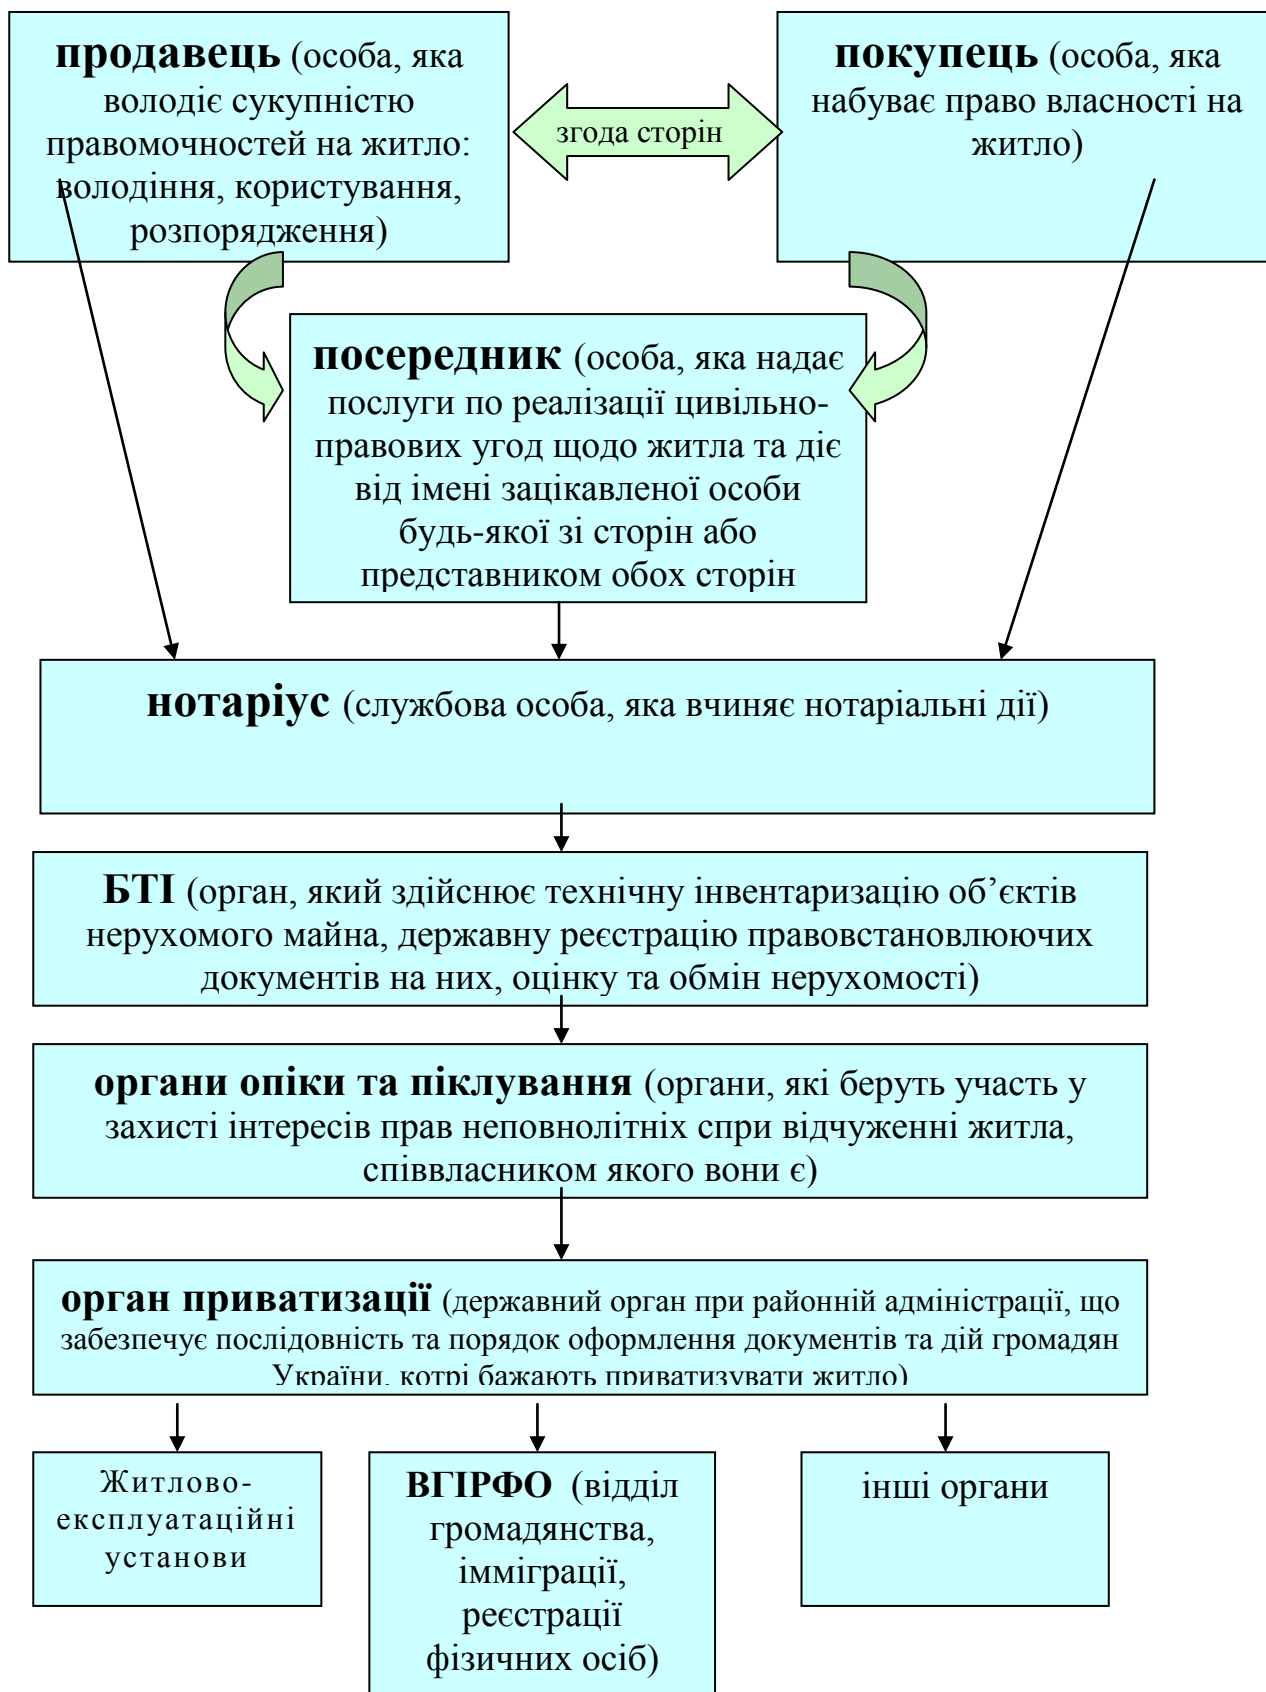 продавець (особа, яка
володіє сукупністю
правомочностей на житло:
володіння, користування,
розпорядження)
згода сторін
покупець (особа, яка
набуває право власності на
житло)
посередник (особа, яка надає
послуги по реалізації цивільно-
правових угод щодо житла та діє
від імені зацікавленої особи
будь-якої зі сторін або
представником обох сторін
нотаріус (службова особа, яка вчиняє нотаріальні дії)
БТІ (орган, який здійснює технічну інвентаризацію об’єктів
нерухомого майна, державну реєстрацію правовстановлюючих
документів на них, оцінку та обмін нерухомості)
органи опіки та піклування (органи, які беруть участь у
захисті інтересів прав неповнолітніх спри відчуженні житла,
співвласником якого вони є)
орган приватизації (державний орган при районній адміністрації, що
забезпечує послідовність та порядок оформлення документів та дій громадян
України, котрі бажають приватизувати житло)
Житлово-
експлуатаційні
установи
ВГІРФО (відділ
громадянства,
імміграції,
реєстрації
фізичних осіб)
інші органи